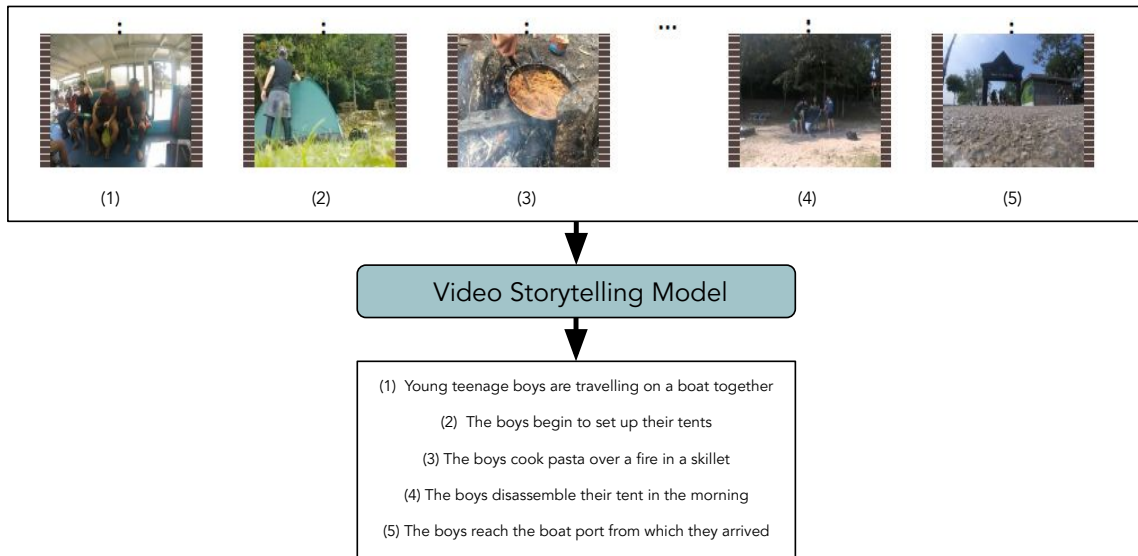 ...
(1)
(2)
(3)
(4)
(5)
Video Storytelling Model
(1) Young teenage boys are travelling on a boat together
(2) The boys begin to set up their tents
(3) The boys cook pasta over a fire in a skillet
(4) The boys disassemble their tent in the morning
(5) The boys reach the boat port from which they arrived